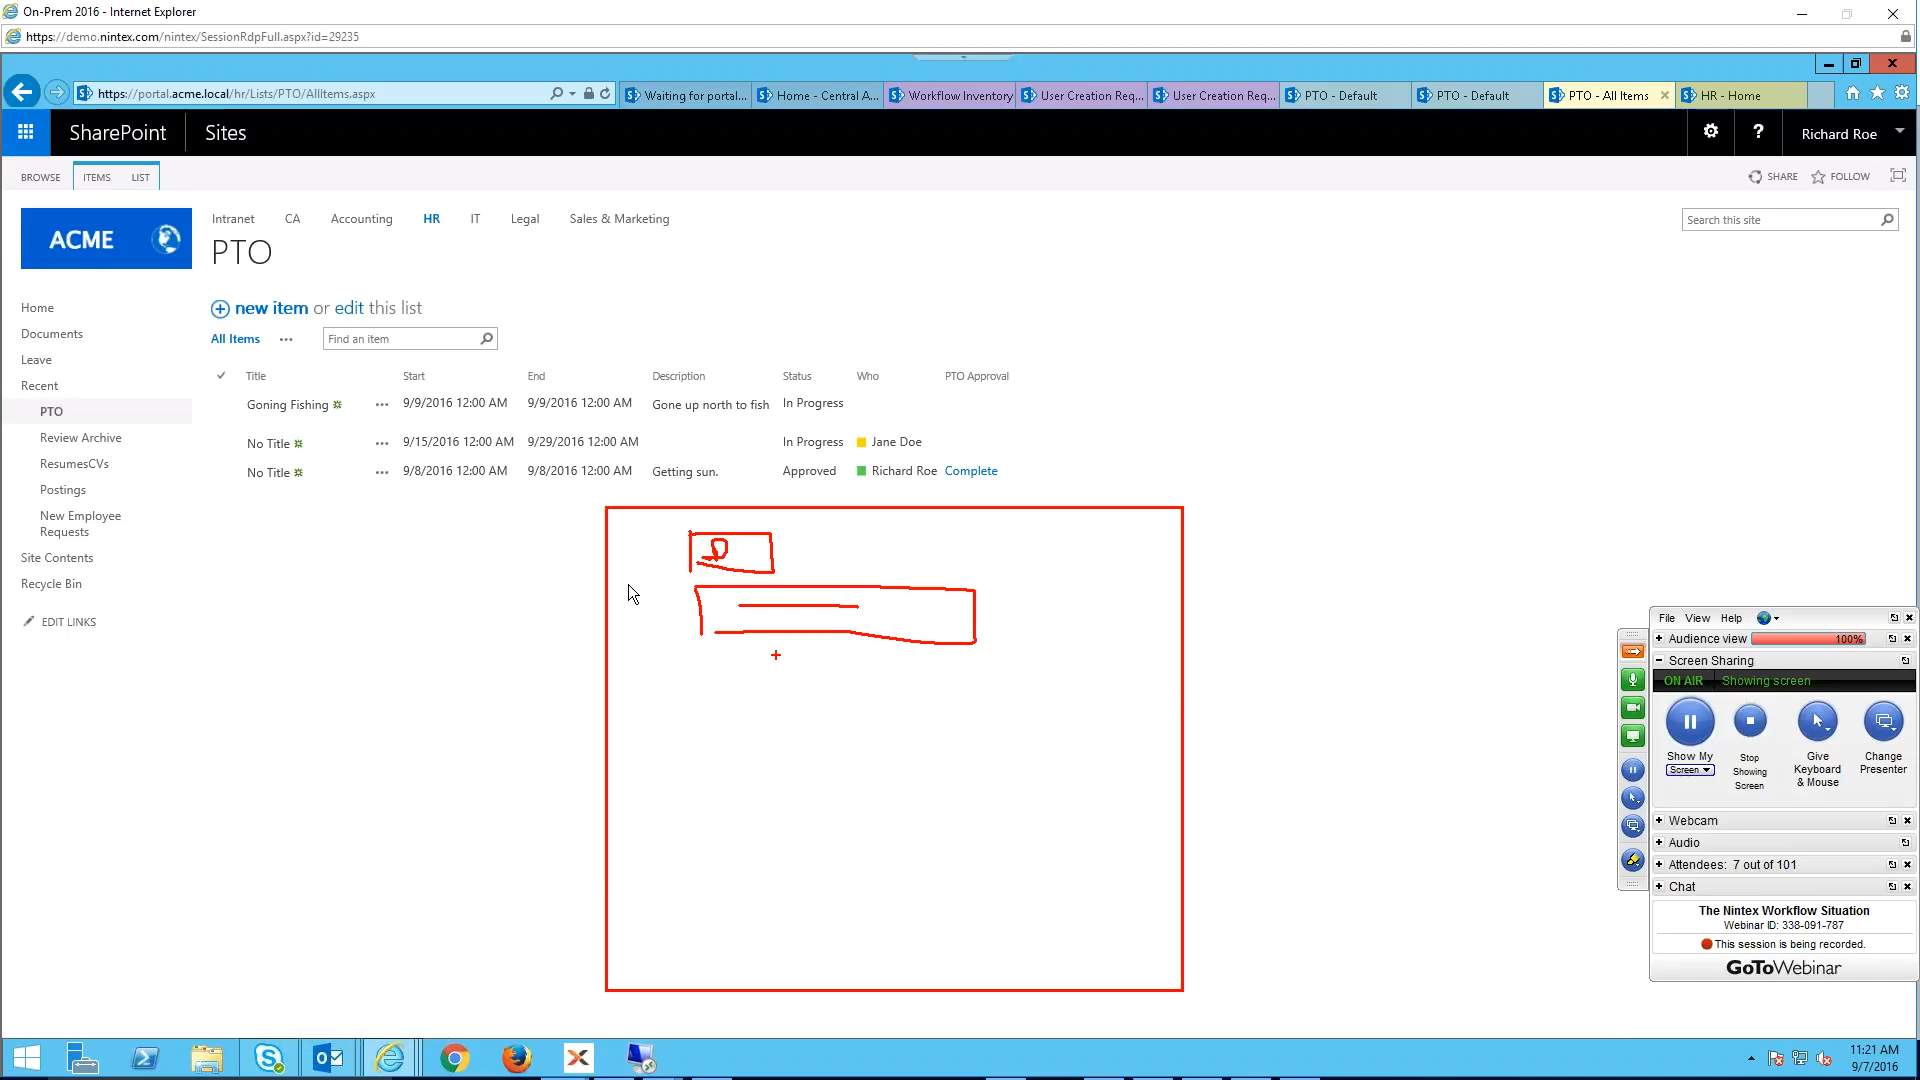 On-Prem 2016 - Internet Explorer
https://demo.nintex.com/nintex/SessionRdpFull.aspx?id=29235
https://portal.acme.local/hr/Lists/PTO/AllItems.aspx
Waiting for portal... Home - Central A... Workflow Inventory User Creation Req... User Creation Req... PTO - Default PTO - Default PTO - All Items HR - Home
SharePoint Sites ? Richard Roe
BROWSE ITEMS LIST SHARE FOLLOW
ACME
Intranet CA Accounting HR IT Legal Sales & Marketing
Search this site
PTO
new item or edit this list
All Items ... Find an item
Title Start End Description Status Who PTO Approval
Goning Fishing ... 9/9/2016 12:00 AM 9/9/2016 12:00 AM Gone up north to fish In Progress
No Title ... 9/15/2016 12:00 AM 9/29/2016 12:00 AM In Progress Jane Doe
No Title ... 9/8/2016 12:00 AM 9/8/2016 12:00 AM Getting sun. Approved Richard Roe Complete
Home
Documents
Leave
Recent
PTO
Review Archive
ResumesCVs
Postings
New Employee
Requests
Site Contents
Recycle Bin
EDIT LINKS
File View Help
Audience view 100%
Screen Sharing
ON AIR Showing screen
Show My
Screen
Stop
Showing
Screen
Give
Keyboard
& Mouse
Change
Presenter
Webcam
Audio
Attendees: 7 out of 101
Chat
The Nintex Workflow Situation
Webinar ID: 338-091-787
This session is being recorded.
GoToWebinar
11:21 AM
9/7/2016